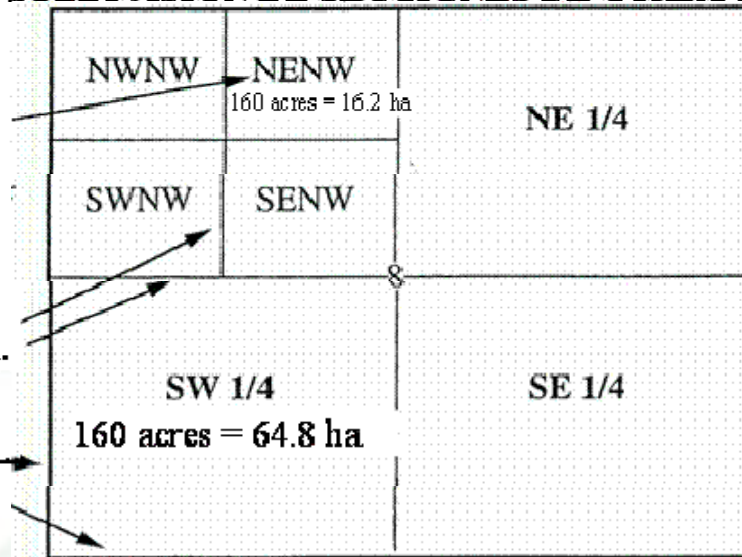 NWNW NENW
160 acres = 16.2 ha
NE 1/4
SWNW SENW
8
SW 1/4 SE 1/4
160 acres = 64.8 ha